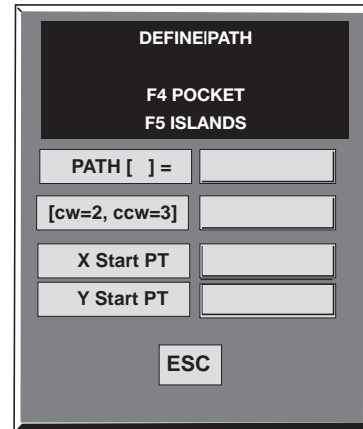 DEFINE|PATH
F4 POCKET
F5 ISLANDS
PATH [ ] =
[cw=2, ccw=3]
X Start PT
Y Start PT
ESC